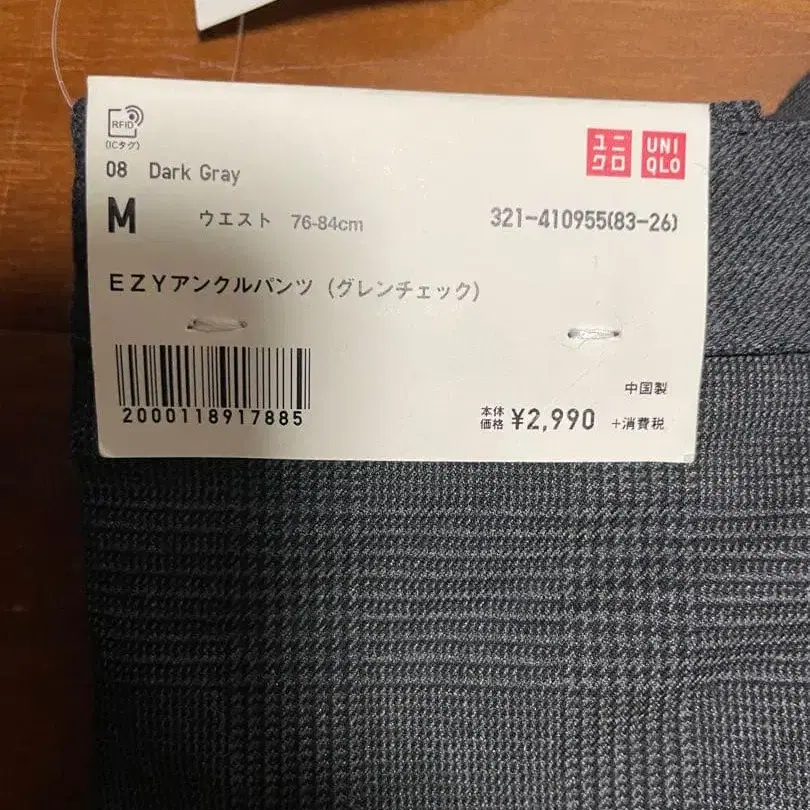 RFID
(ICタグ)
ユニ
クロ
UNI
QLO
08 Dark Gray
M ウエスト 76-84cm 321-410955(83-26)
EZYアンクルパンツ (グレンチェック)
中国製
2000118917885
本体
価格 ¥2,990 +消費税